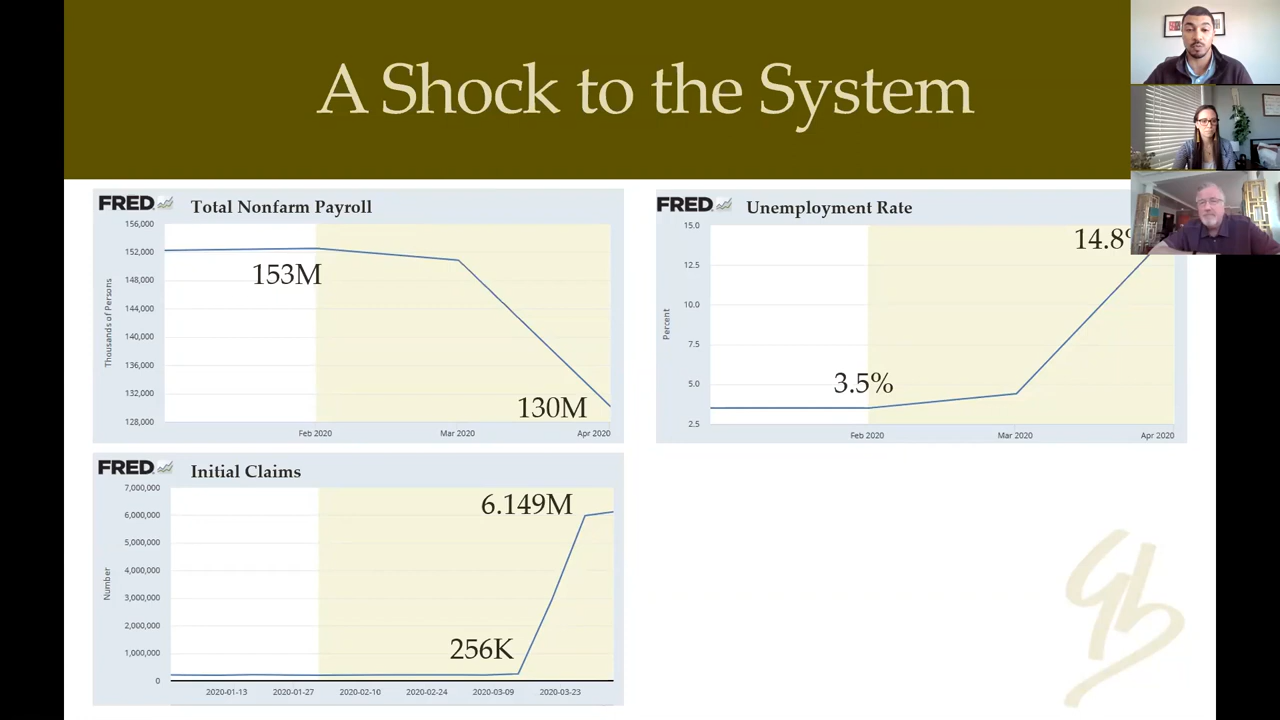 A Shock to the System
FRED
Total Nonfarm Payroll
Thousands of Persons
156,000
152,000
148,000
144,000
140,000
136,000
132,000
128,000
153M
130M
Feb 2020
Mar 2020
Apr 2020
FRED
Unemployment Rate
Percent
15.0
12.5
10.0
7.5
5.0
2.5
14.8%
3.5%
Feb 2020
Mar 2020
Apr 2020
FRED
Initial Claims
Number
7,000,000
6,000,000
5,000,000
4,000,000
3,000,000
2,000,000
1,000,000
0
6.149M
256K
2020-01-13
2020-01-27
2020-02-10
2020-02-24
2020-03-09
2020-03-23